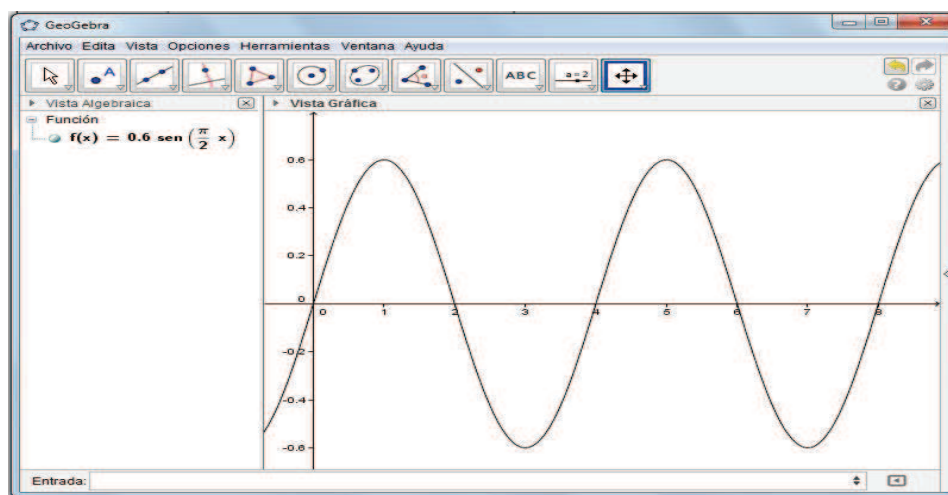 GeoGebra
Archivo Edita Vista Opciones Herramientas Ventana Ayuda
A
ABC
a=2
Vista Algebraica
Función
f(x) = 0.6 sen (π/2 x)
Vista Gráfica
0.6
0.4
0.2
0
-0.2
-0.4
-0.6
0 1 2 3 4 5 6 7 8
Entrada: